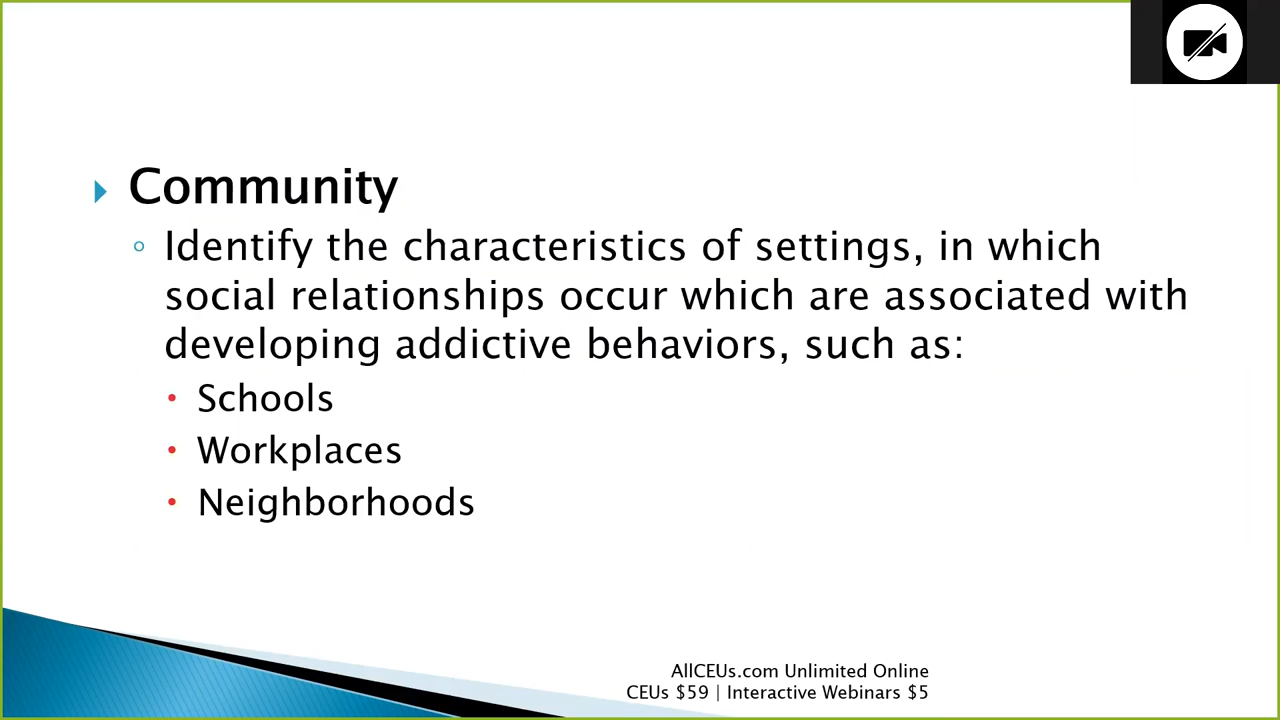 Community
Identify the characteristics of settings, in which
social relationships occur which are associated with
developing addictive behaviors, such as:
Schools
Workplaces
Neighborhoods
AllCEUs.com Unlimited Online
CEUs $59 | Interactive Webinars $5